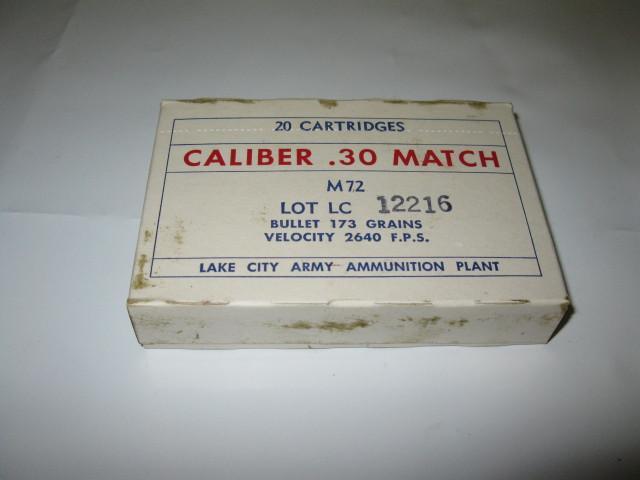 20 CARTRIDGES
CALIBER .30 MATCH
M72
LOT LC 12216
BULLET 173 GRAINS
VELOCITY 2640 F.P.S.
LAKE CITY ARMY AMMUNITION PLANT